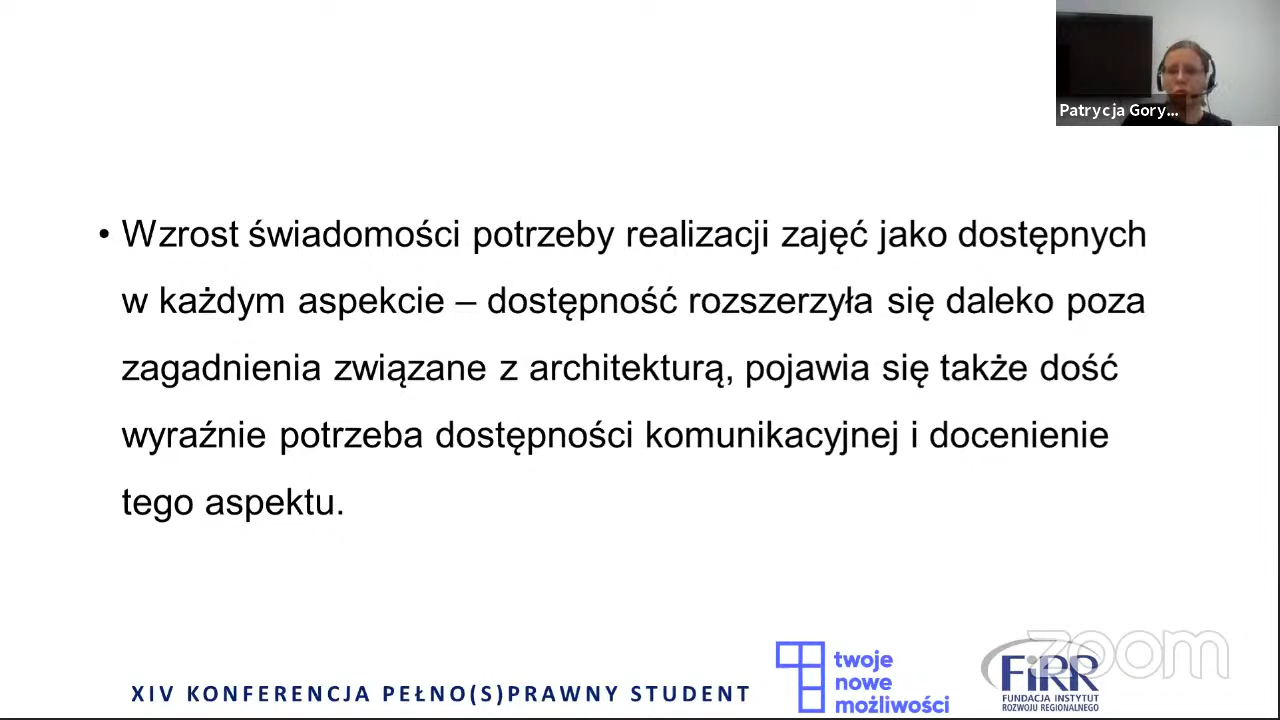 Patrycja Gory...
• Wzrost świadomości potrzeby realizacji zajęć jako dostępnych
w każdym aspekcie – dostępność rozszerzyła się daleko poza
zagadnienia związane z architekturą, pojawia się także dość
wyraźnie potrzeba dostępności komunikacyjnej i docenienie
tego aspektu.
XIV KONFERENCJA PEŁNO(S)PRAWNY STUDENT
twoje
nowe
możliwości
FiRR
FUNDACJA INSTYTUT
ROZWOJU REGIONALNEGO
zoom